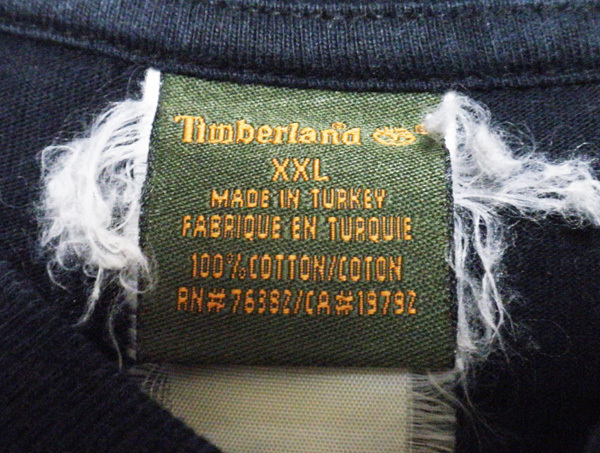 Timberland
XXL
MADE IN TURKEY
FABRIQUE EN TURQUIE
100% COTTON/COTON
RN#76382/CA#19792